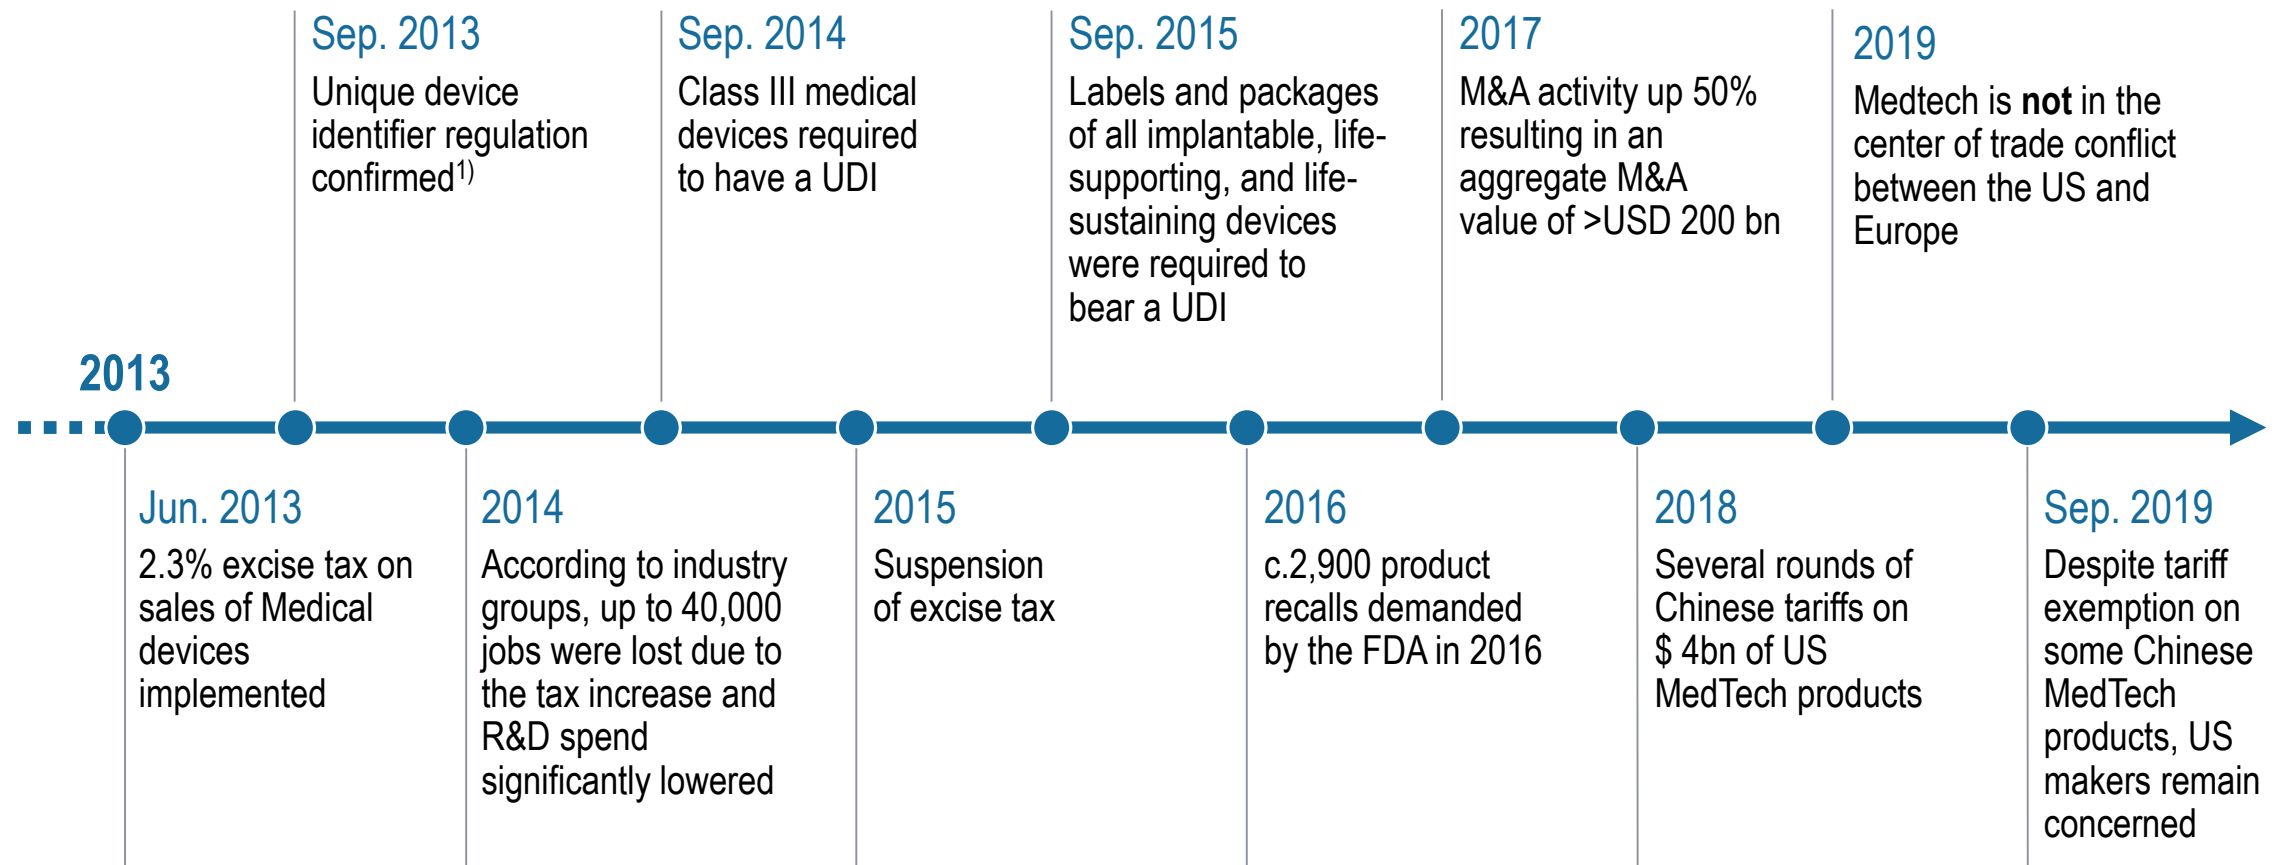 Sep. 2013
Unique device
identifier regulation
confirmed1)
Sep. 2014
Class III medical
devices required
to have a UDI
Sep. 2015
Labels and packages
of all implantable, life-
supporting, and life-
sustaining devices
were required to
bear a UDI
2017
M&A activity up 50%
resulting in an
aggregate M&A
value of >USD 200 bn
2019
Medtech is not in the
center of trade conflict
between the US and
Europe
2013
Jun. 2013
2.3% excise tax on
sales of Medical
devices
implemented
2014
According to industry
groups, up to 40,000
jobs were lost due to
the tax increase and
R&D spend
significantly lowered
2015
Suspension
of excise tax
2016
c.2,900 product
recalls demanded
by the FDA in 2016
2018
Several rounds of
Chinese tariffs on
$ 4bn of US
MedTech products
Sep. 2019
Despite tariff
exemption on
some Chinese
MedTech
products, US
makers remain
concerned